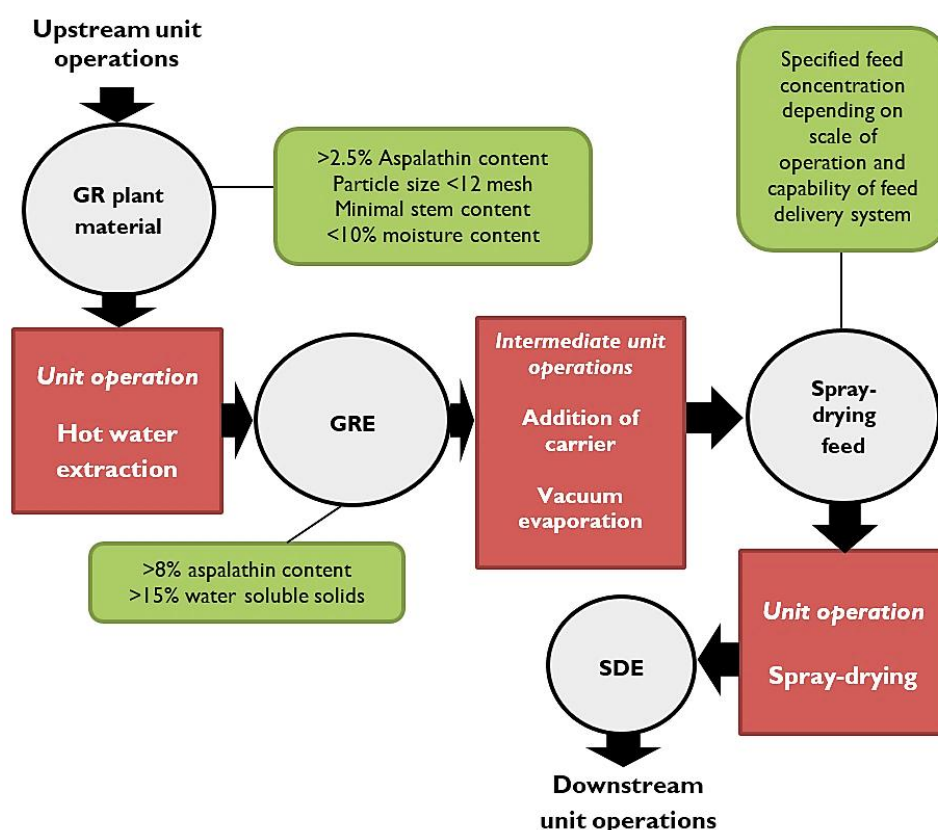 Upstream unit
operations
GR plant
material
>2.5% Aspalathin content
Particle size <12 mesh
Minimal stem content
<10% moisture content
Specified feed
concentration
depending on
scale of
operation and
capability of feed
delivery system
Unit operation
Hot water
extraction
GRE
Intermediate unit
operations
Addition of
carrier
Vacuum
evaporation
Spray-
drying
feed
>8% aspalathin content
>15% water soluble solids
Unit operation
Spray-drying
SDE
Downstream
unit operations